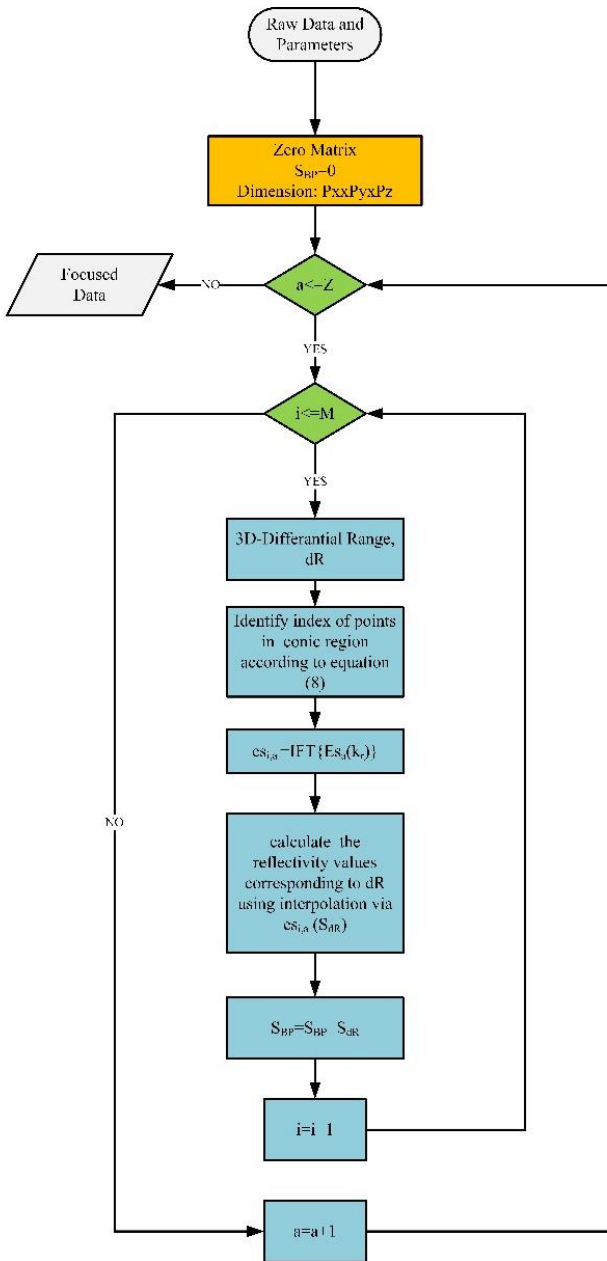 Raw Data and
Parameters
Zero Matrix
S_BP=0
Dimension: PxxPyxPz
Focused
Data
NO
a<=Z
YES
i<=M
YES
3D-Differantial Range,
dR
Identify index of points
in conic region
according to equation
(8)
es_i,a=IFT{Es_a(k_r)}
NO
calculate the
reflectivity values
corresponding to dR
using interpolation via
es_i,a (S_dR)
S_BP=S_BP S_dR
i=i 1
a=a+1